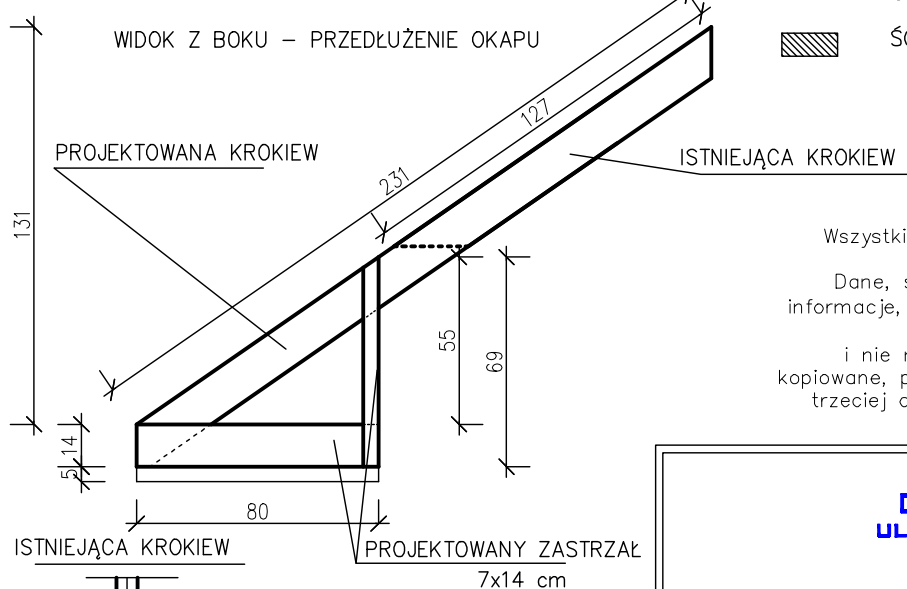 WIDOK Z BOKU – PRZEDŁUŻENIE OKAPU
127
PROJEKTOWANA KROKIEW
ISTNIEJĄCA KROKIEW
231
131
Wszystki
Dane, s
informacje,
55
69
i nie
kopiowane, p
trzeciej
14
5
80
ISTNIEJĄCA KROKIEW
PROJEKTOWANY ZASTRZAŁ
7x14 cm